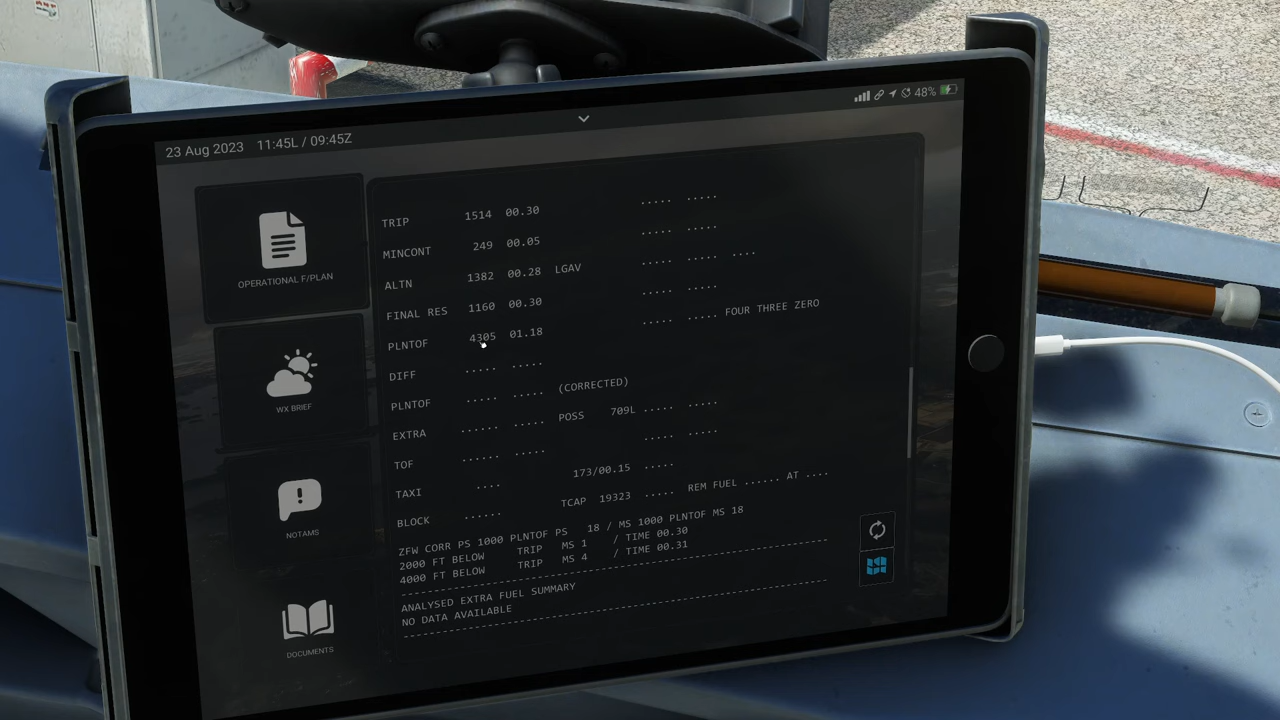 23 Aug 2023 11:45L / 09:45Z
48%
OPERATIONAL F/PLAN
WX BRIEF
NOTAMS
DOCUMENTS
TRIP 1514 00.30 ..... .....
MINCONT 249 00.05 ..... .....
ALTN 1382 00.28 LGAV ..... ..... ....
FINAL RES 1160 00.30 ..... .....
PLNTOF 4305 01.18 ..... ..... FOUR THREE ZERO
DIFF ..... .....
PLNTOF ..... ..... (CORRECTED)
EXTRA ...... ..... POSS 709L ..... .....
TOF ...... ..... ..... .....
TAXI .... 173/00.15 .....
BLOCK ...... TCAP 19323 ..... REM FUEL ...... AT ....
ZFW CORR PS 1000 PLNTOF PS 18 / MS 1000 PLNTOF MS 18
2000 FT BELOW TRIP MS 1 / TIME 00.30
4000 FT BELOW TRIP MS 4 / TIME 00.31
ANALYSED EXTRA FUEL SUMMARY
NO DATA AVAILABLE